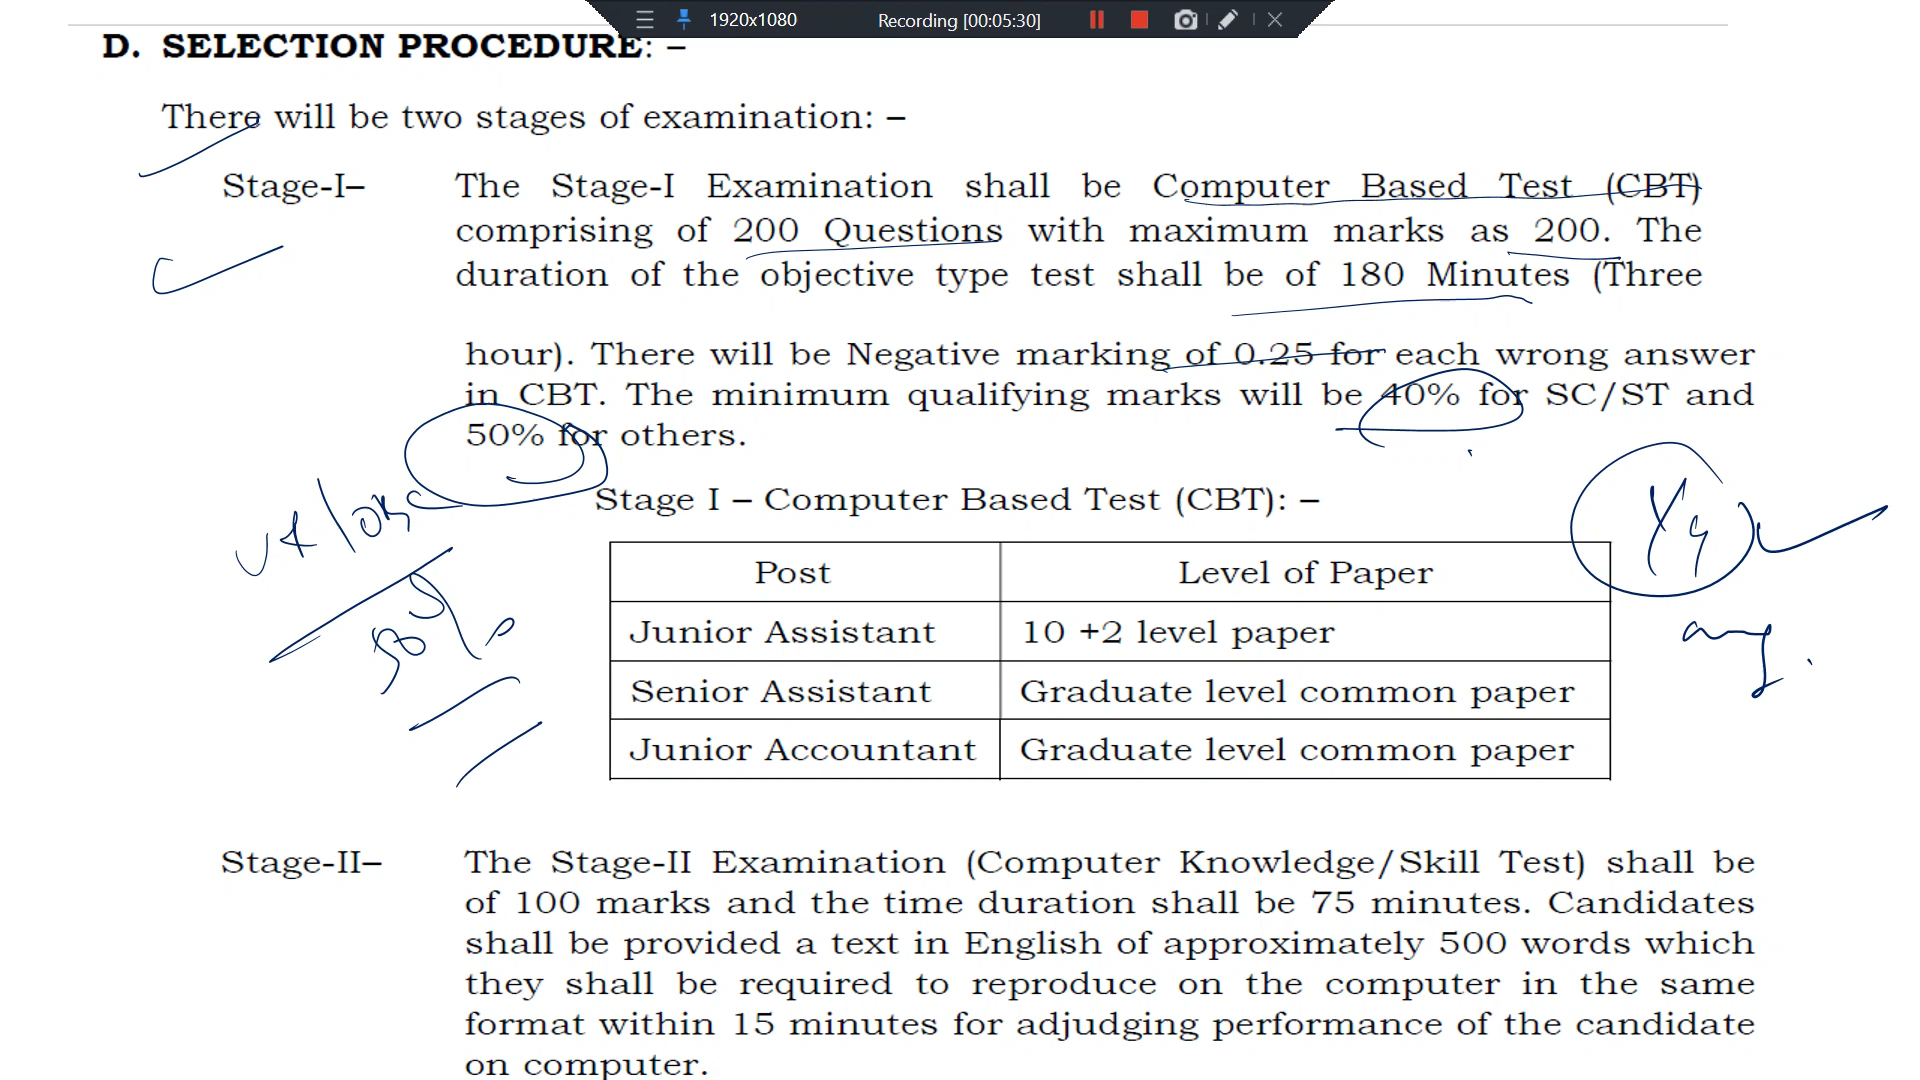 1920x1080 Recording [00:05:30]
D. SELECTION PROCEDURE: –
There will be two stages of examination: –
Stage-I– The Stage-I Examination shall be Computer Based Test (CBT)
comprising of 200 Questions with maximum marks as 200. The
duration of the objective type test shall be of 180 Minutes (Three
hour). There will be Negative marking of 0.25 for each wrong answer
in CBT. The minimum qualifying marks will be 40% for SC/ST and
50% for others.
Stage I – Computer Based Test (CBT): –
Post Level of Paper
Junior Assistant 10 +2 level paper
Senior Assistant Graduate level common paper
Junior Accountant Graduate level common paper
Stage-II– The Stage-II Examination (Computer Knowledge/Skill Test) shall be
of 100 marks and the time duration shall be 75 minutes. Candidates
shall be provided a text in English of approximately 500 words which
they shall be required to reproduce on the computer in the same
format within 15 minutes for adjudging performance of the candidate
on computer.